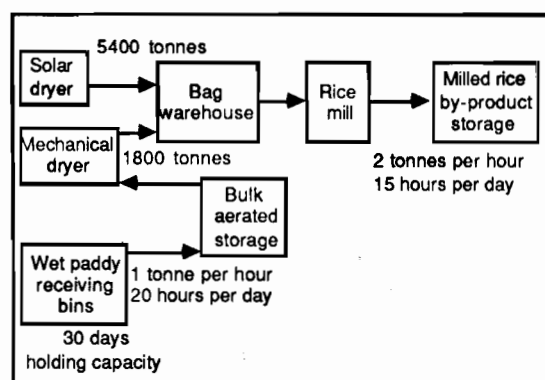 5400 tonnes
Solar
dryer
Bag
warehouse
Rice
mill
Milled rice
by-product
storage
Mechanical
dryer
1800 tonnes
2 tonnes per hour
15 hours per day
Bulk
aerated
storage
Wet paddy
receiving
bins
1 tonne per hour
20 hours per day
30 days
holding capacity